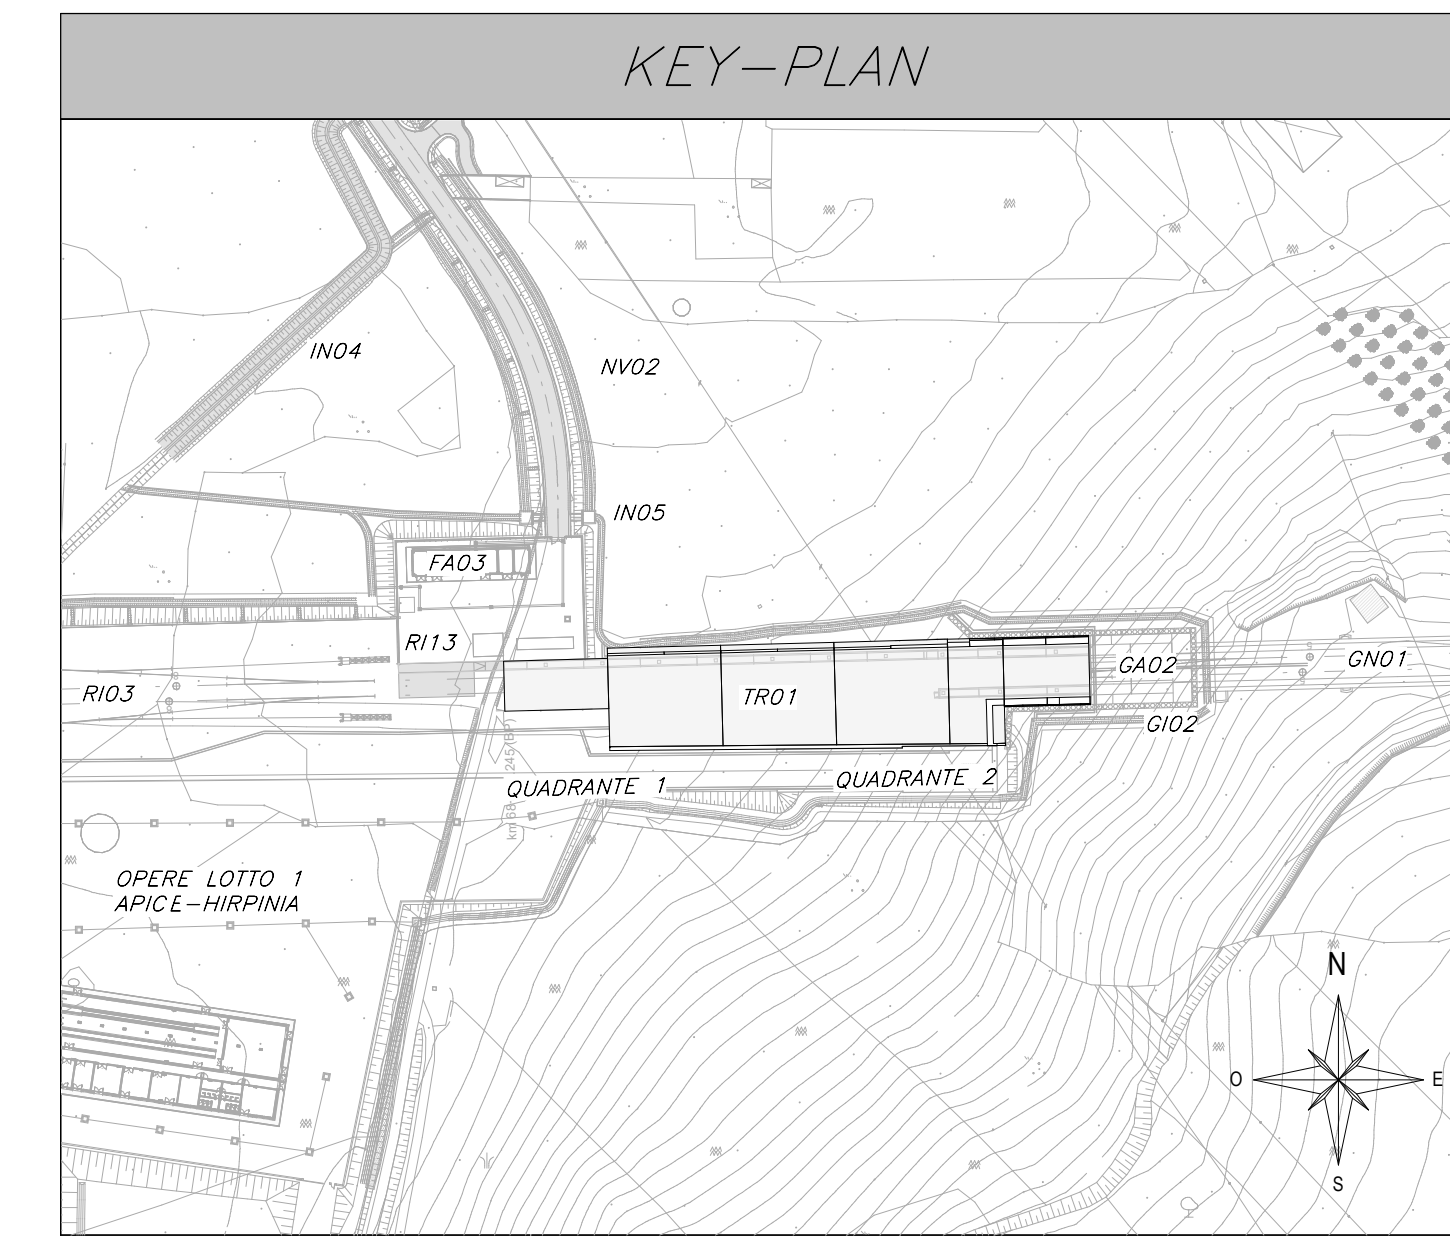 KEY-PLAN
IN04
NV02
IN05
FA03
RI13
GA02
GN01
RI03
TR01
GI02
QUADRANTE 1
QUADRANTE 2
OPERE LOTTO 1
APICE-HIRPINIA
N
O
E
S